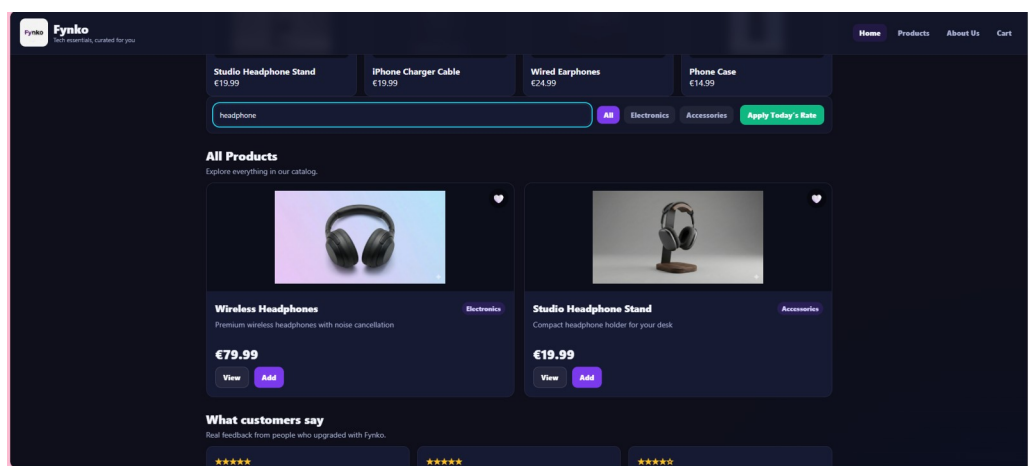 Fynko
Fynko
Tech essentials, curated for you
Home
Products
About Us
Cart
Studio Headphone Stand
€19.99
iPhone Charger Cable
€19.99
Wired Earphones
€24.99
Phone Case
€14.99
headphone
All
Electronics
Accessories
Apply Today's Rate
All Products
Explore everything in our catalog.
Wireless Headphones
Electronics
Premium wireless headphones with noise cancellation
€79.99
View
Add
Studio Headphone Stand
Accessories
Compact headphone holder for your desk
€19.99
View
Add
What customers say
Real feedback from people who upgraded with Fynko.
★★★★★
★★★★★
★★★★☆